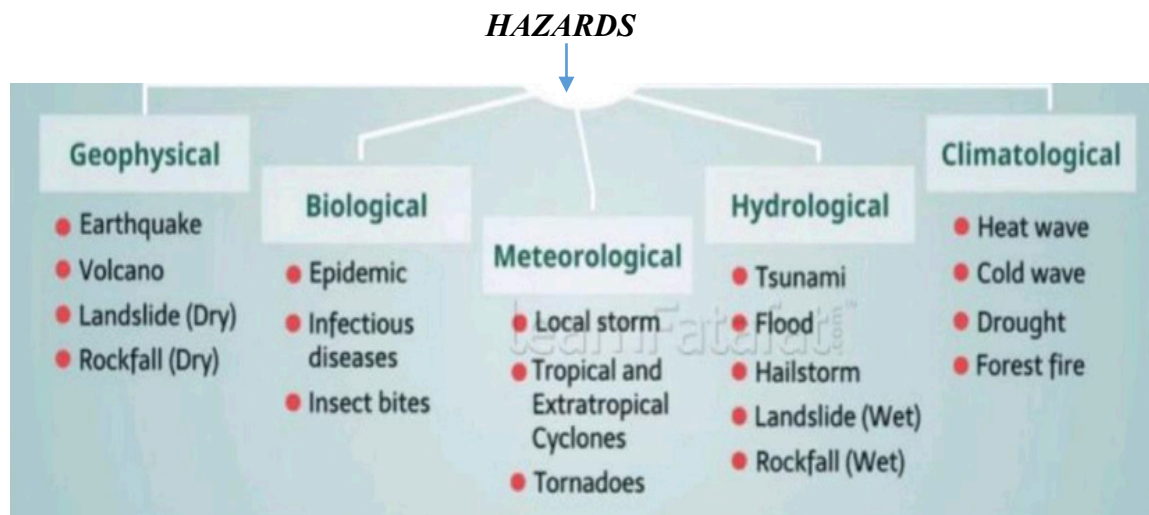 HAZARDS
Geophysical
Earthquake
Volcano
Landslide (Dry)
Rockfall (Dry)
Biological
Epidemic
Infectious
diseases
Insect bites
Meteorological
Local storm
Tropical and
Extratropical
Cyclones
Tornadoes
Hydrological
Tsunami
Flood
Hailstorm
Landslide (Wet)
Rockfall (Wet)
Climatological
Heat wave
Cold wave
Drought
Forest fire
teamFatafat